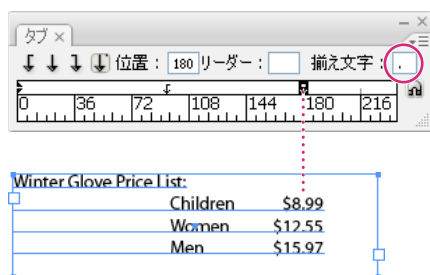 タブ ×
位置: 180 リーダー: 揃え文字: .
0 36 72 108 144 180 216
Winter Glove Price List:
Children $8.99
Women $12.55
Men $15.97